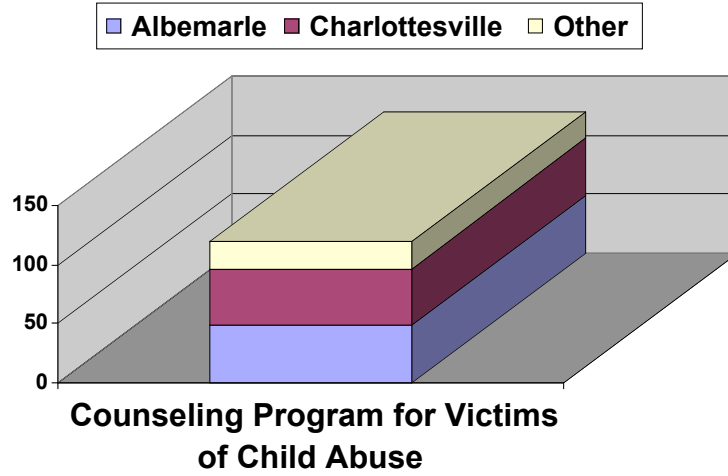 Albemarle Charlottesville Other
150
100
50
0
Counseling Program for Victims
of Child Abuse